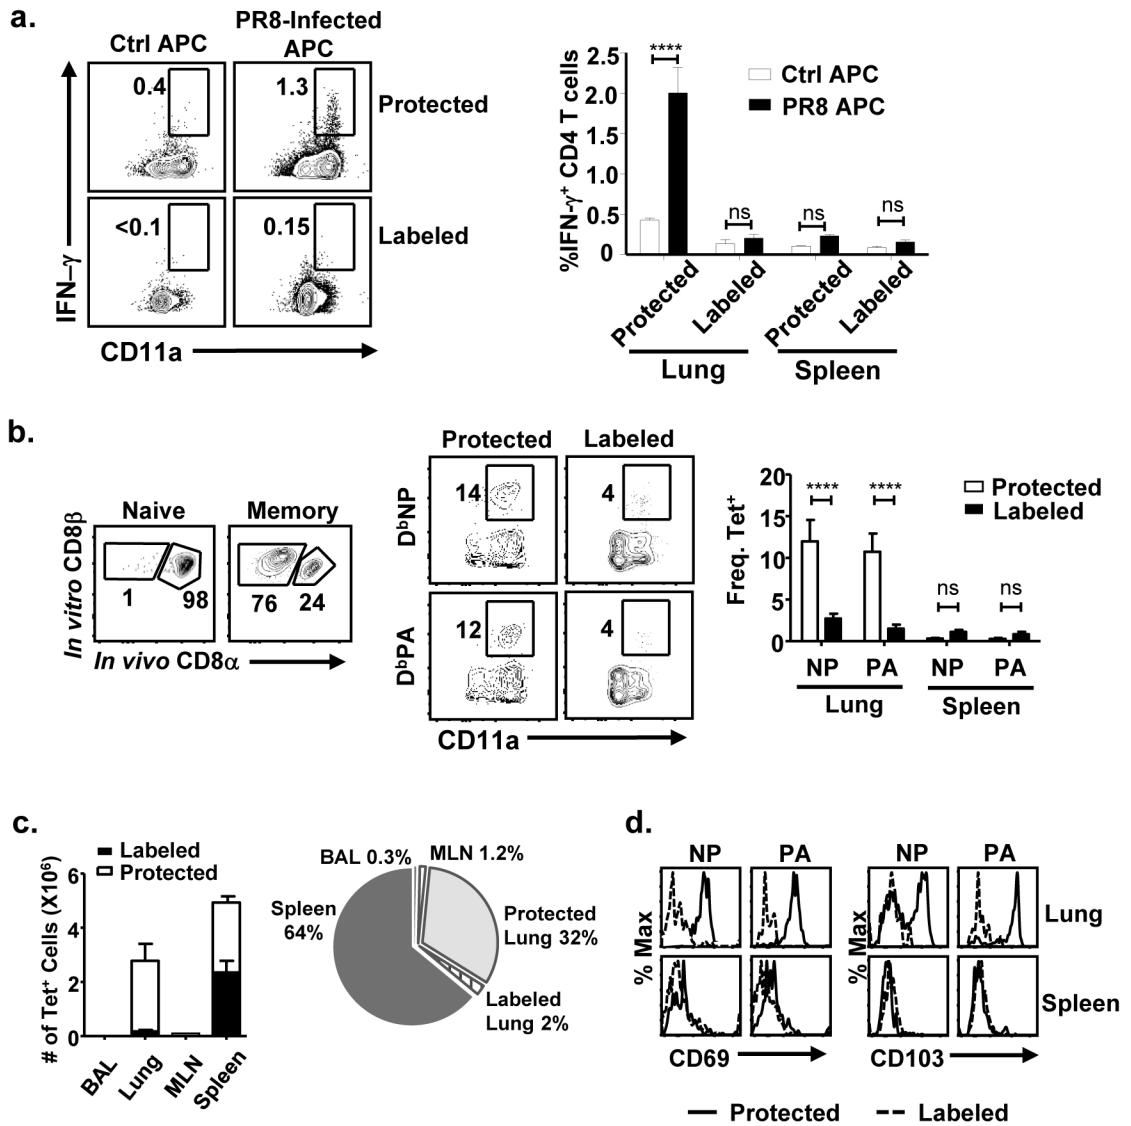 a.
Ctrl APC
PR8-Infected
APC
0.4
1.3
Protected
<0.1
0.15
Labeled
IFN–γ
CD11a
%IFN-γ+ CD4 T cells
2.5
2.0
1.5
1.0
0.5
0
****
ns
ns
ns
Ctrl APC
PR8 APC
Protected
Labeled
Protected
Labeled
Lung
Spleen
b.
Naive
Memory
1
98
76
24
In vitro CD8β
In vivo CD8α
Protected
Labeled
DbNP
14
4
DbPA
12
4
CD11a
Freq. Tet+
20
15
10
5
0
****
****
ns
ns
Protected
Labeled
NP
PA
NP
PA
Lung
Spleen
c.
Labeled
Protected
# of Tet+ Cells (X10⁶)
6
4
2
0
BAL
Lung
MLN
Spleen
BAL 0.3%
MLN 1.2%
Spleen
64%
Protected
Lung 32%
Labeled
Lung 2%
d.
NP
PA
NP
PA
% Max
% Max
Lung
Spleen
CD69
CD103
Protected
Labeled